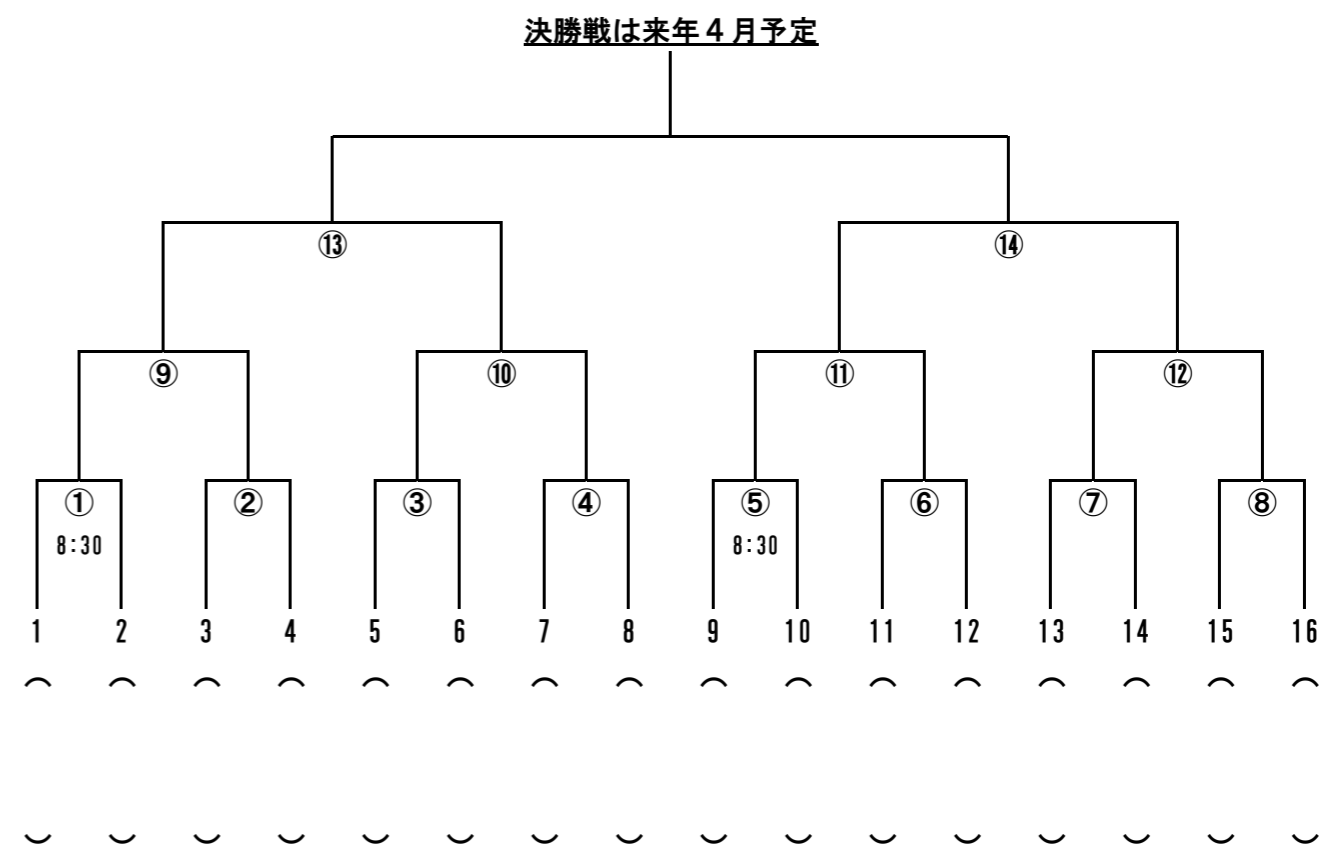 決勝戦は来年４月予定
⑬ ⑭
⑨ ⑩ ⑪ ⑫
① ② ③ ④ ⑤ ⑥ ⑦ ⑧
8:30 8:30
1 2 3 4 5 6 7 8 9 10 11 12 13 14 15 16
︵ ︵ ︵ ︵ ︵ ︵ ︵ ︵ ︵ ︵ ︵ ︵ ︵ ︵ ︵ ︵
︶ ︶ ︶ ︶ ︶ ︶ ︶ ︶ ︶ ︶ ︶ ︶ ︶ ︶ ︶ ︶